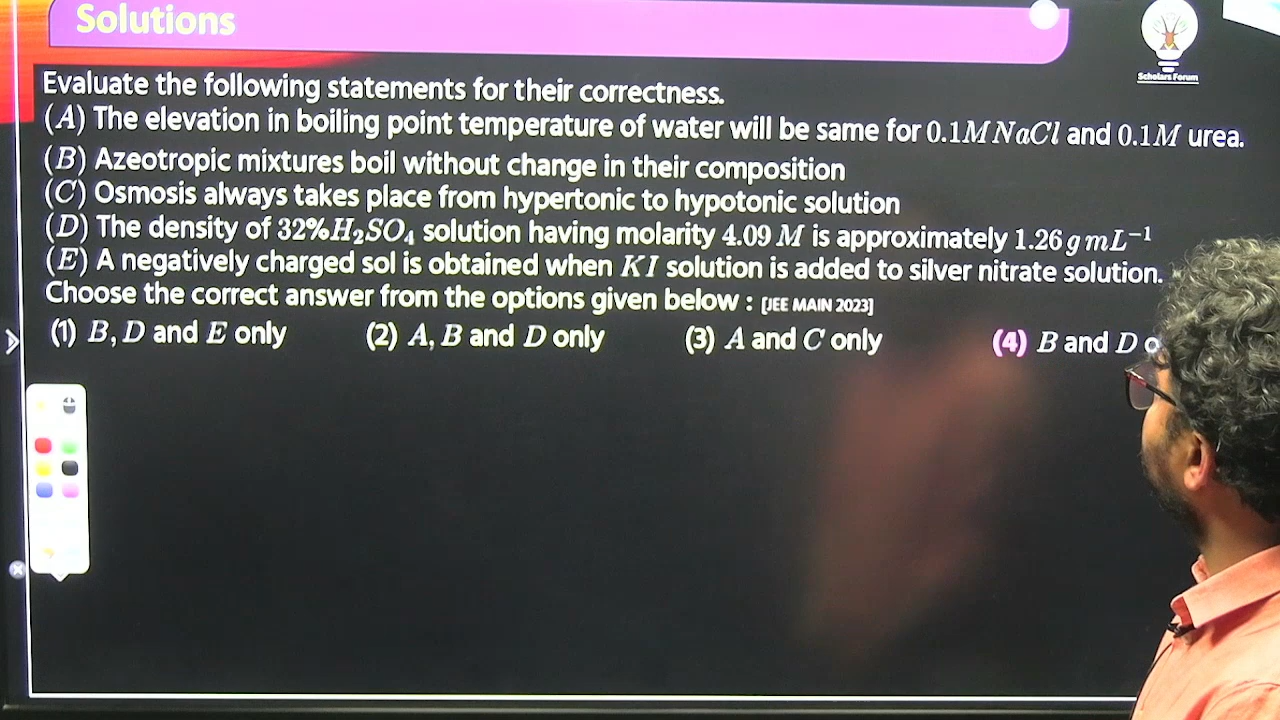 Solutions
Scholars Forum
Evaluate the following statements for their correctness.
(A) The elevation in boiling point temperature of water will be same for 0.1M NaCl and 0.1M urea.
(B) Azeotropic mixtures boil without change in their composition
(C) Osmosis always takes place from hypertonic to hypotonic solution
(D) The density of 32% H₂SO₄ solution having molarity 4.09 M is approximately 1.26 g mL⁻¹
(E) A negatively charged sol is obtained when KI solution is added to silver nitrate solution.
Choose the correct answer from the options given below : [JEE MAIN 2023]
(1) B, D and E only (2) A, B and D only (3) A and C only (4) B and D